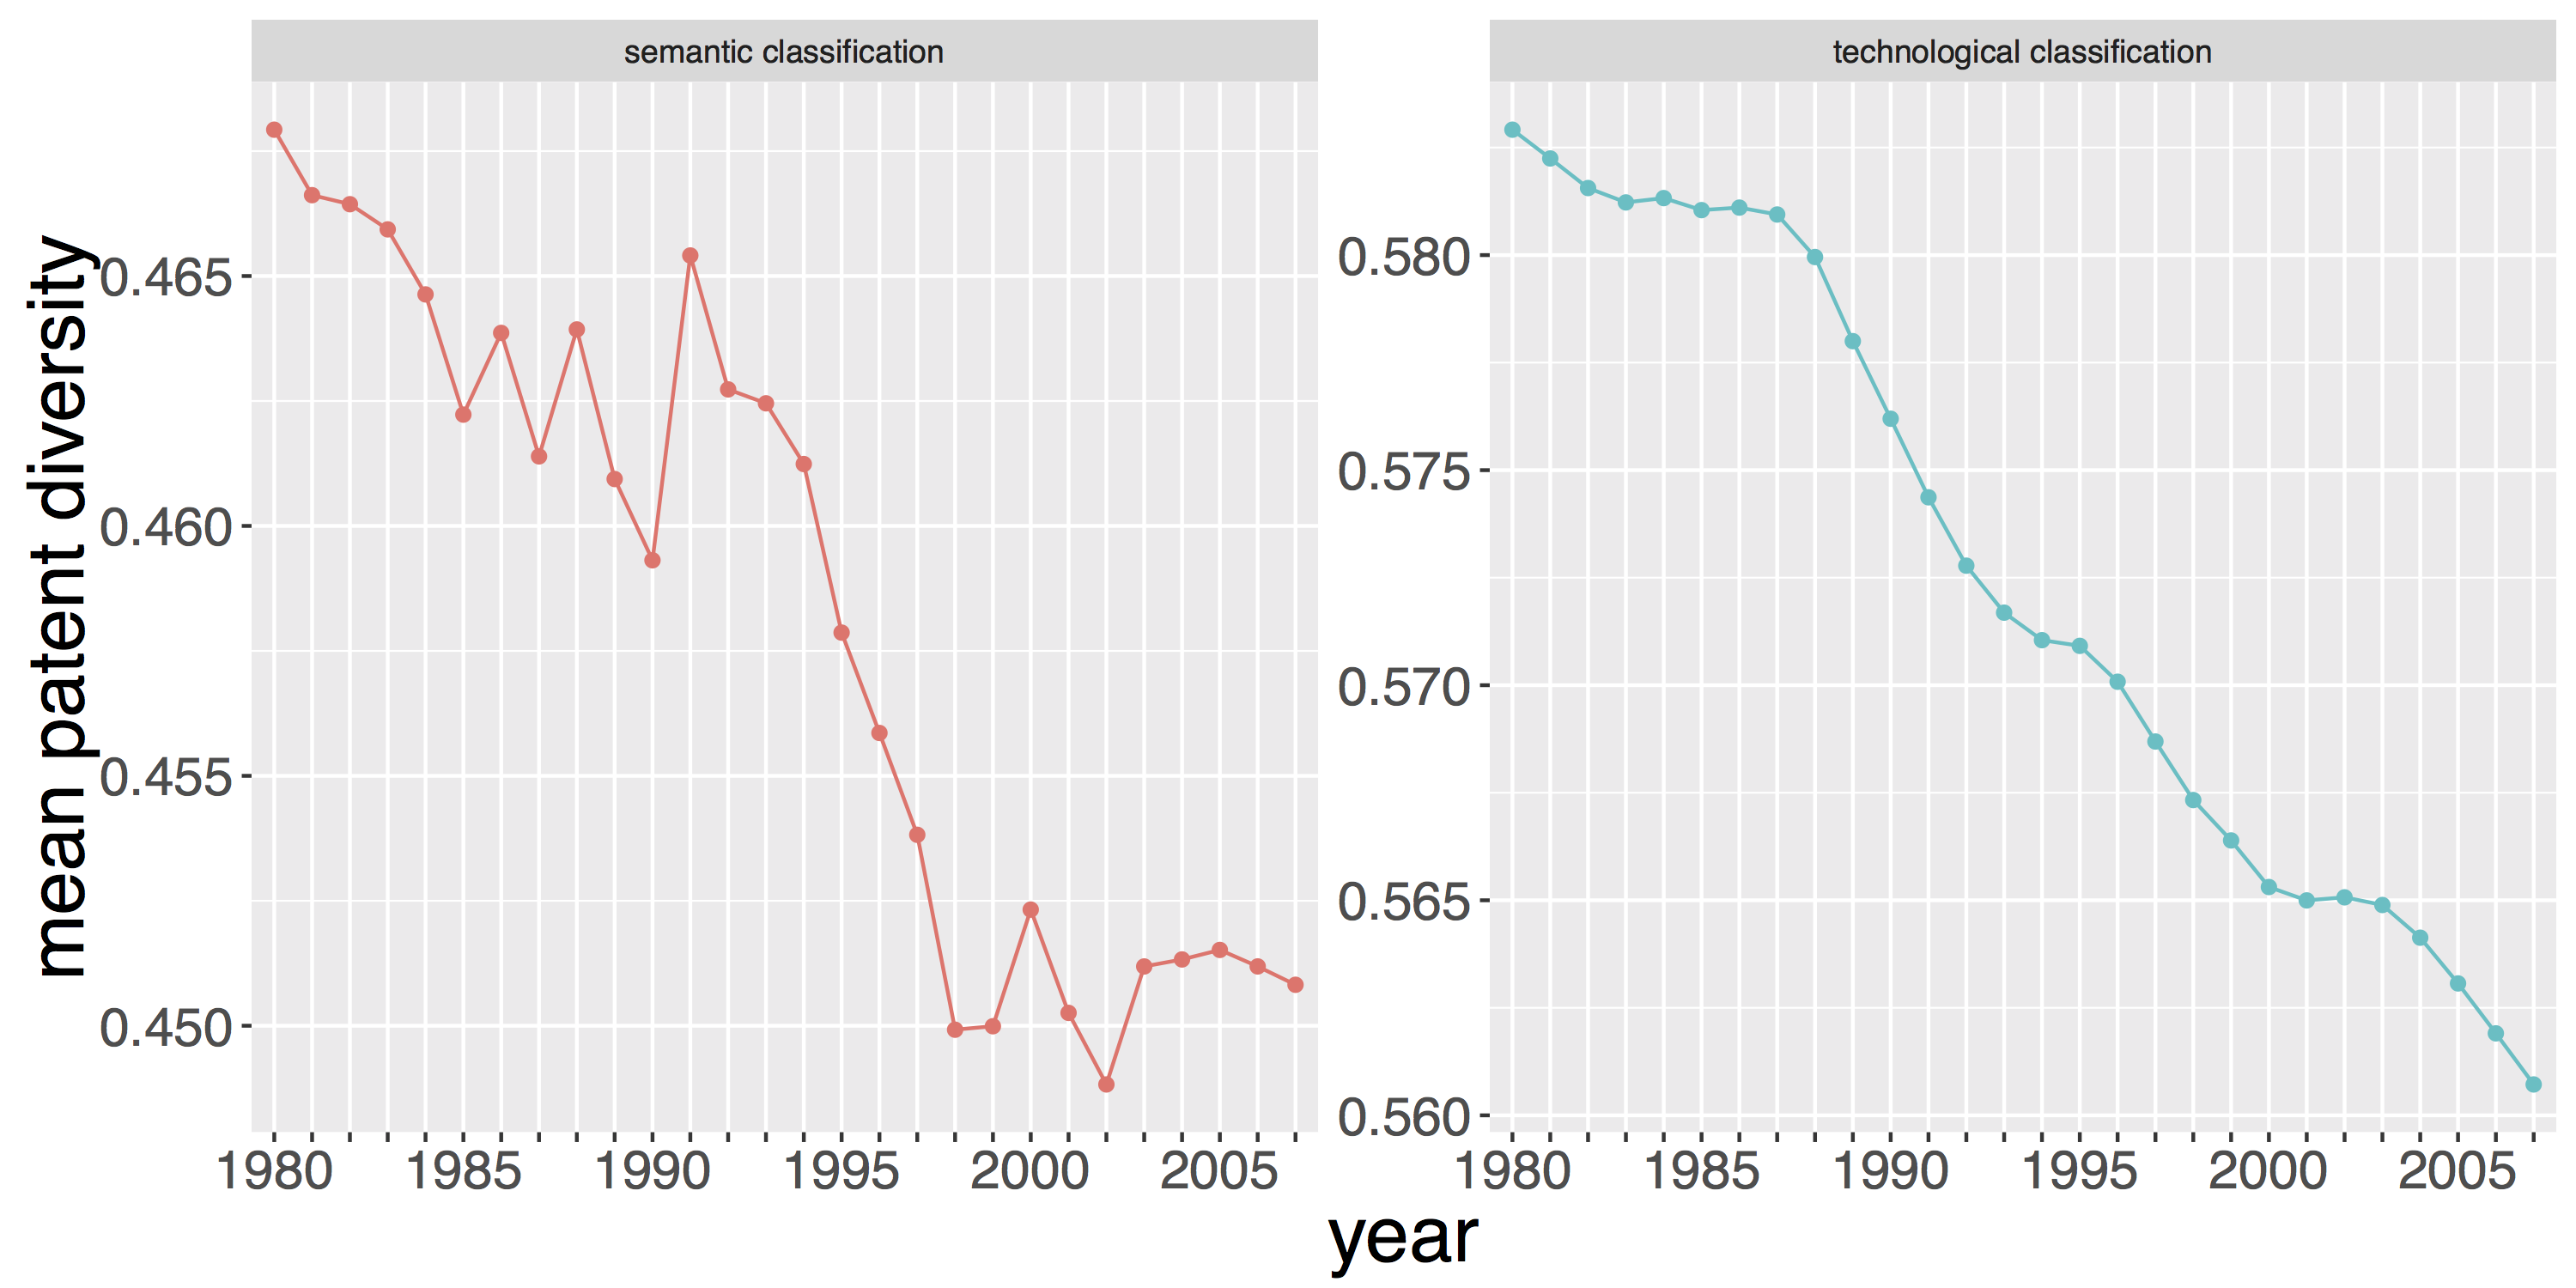 semantic classification
technological classification
mean patent diversity
0.465
0.460
0.455
0.450
1980 1985 1990 1995 2000 2005
0.580
0.575
0.570
0.565
0.560
1980 1985 1990 1995 2000 2005
year